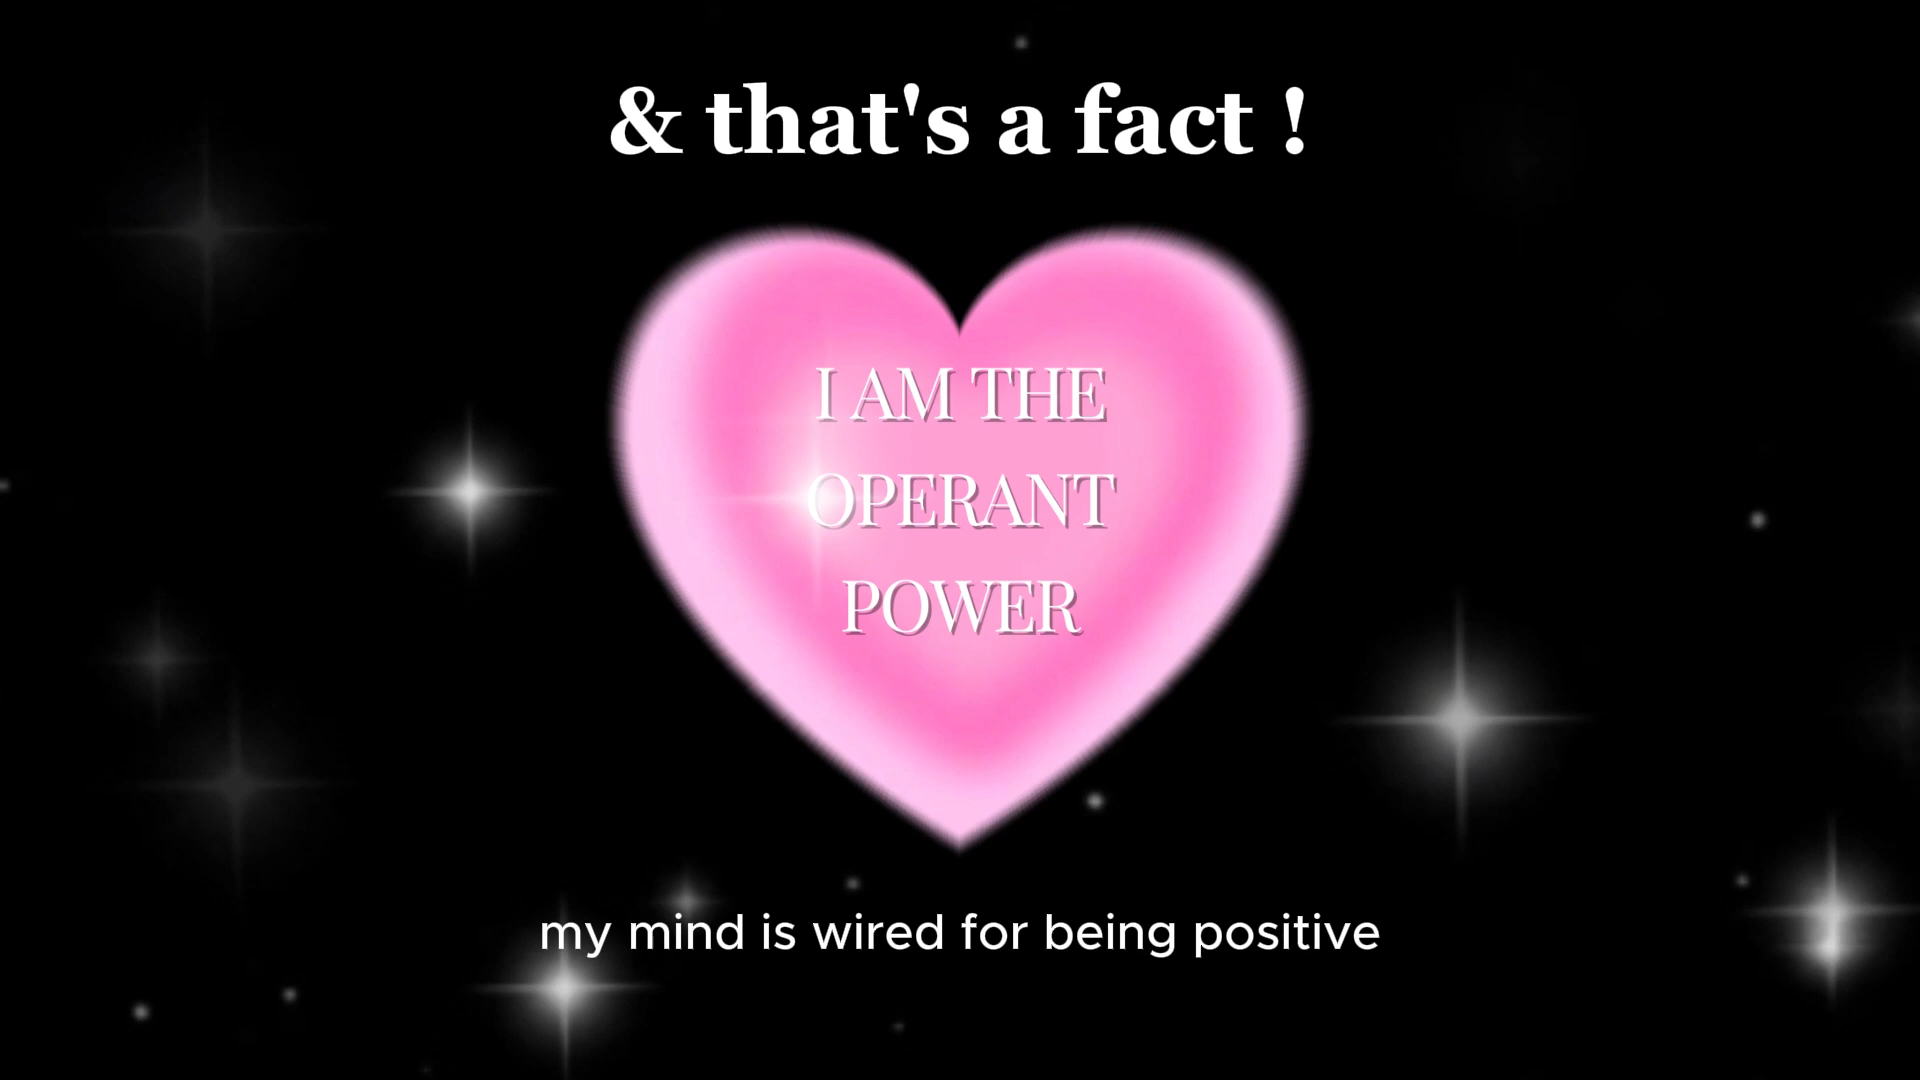 & that's a fact !
I AM THE
OPERANT
POWER
my mind is wired for being positive